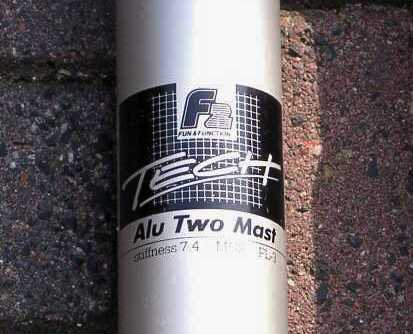 F2
FUN & FUNCTION
TECH
Alu Two Mast
stiffness 7.4